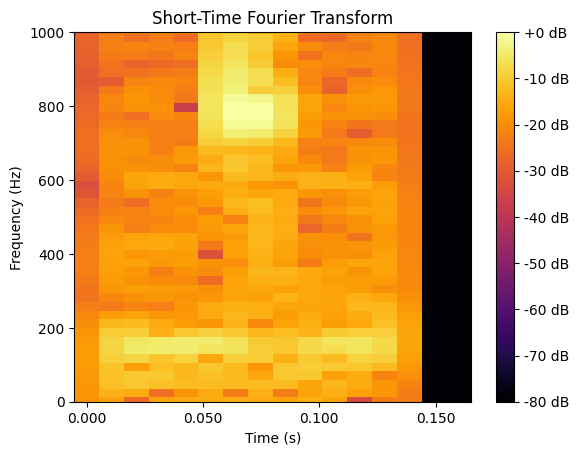 Short-Time Fourier Transform
1000
800
600
400
200
0
Frequency (Hz)
0.000
0.050
0.100
0.150
Time (s)
+0 dB
-10 dB
-20 dB
-30 dB
-40 dB
-50 dB
-60 dB
-70 dB
-80 dB